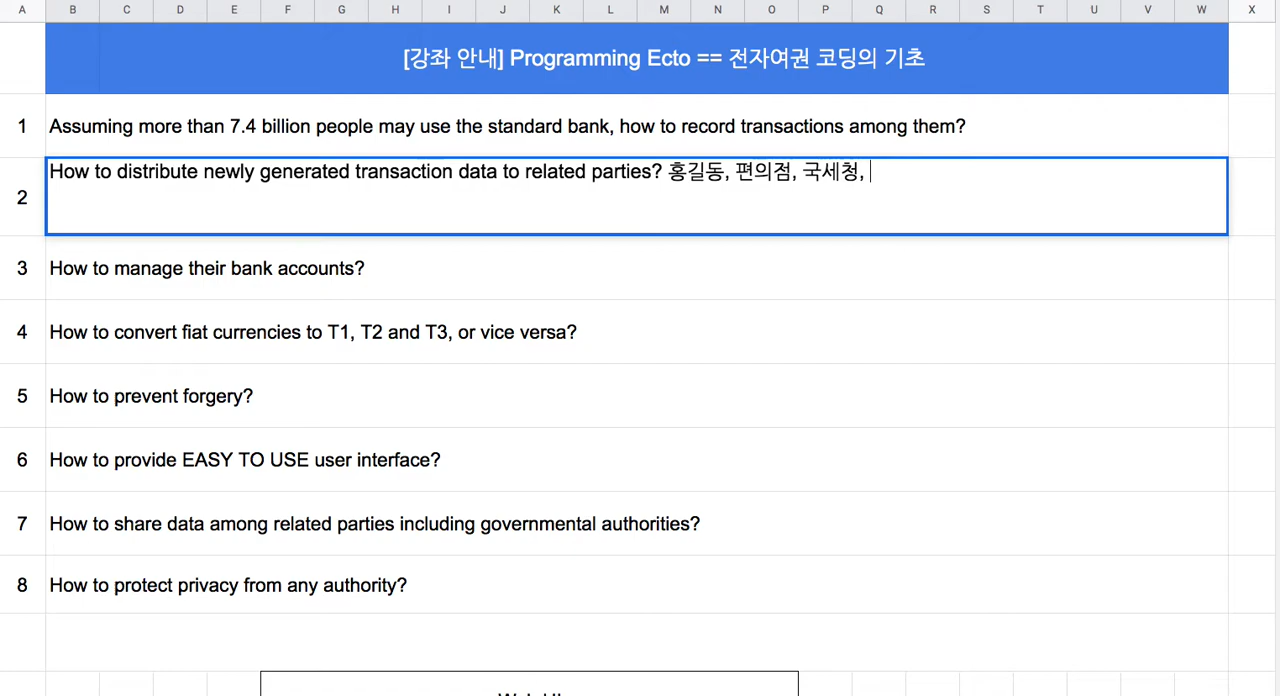 A B C D E F G H I J K L M N O P Q R S T U V W X
[강좌 안내] Programming Ecto == 전자여권 코딩의 기초
1 Assuming more than 7.4 billion people may use the standard bank, how to record transactions among them?
2 How to distribute newly generated transaction data to related parties? 홍길동, 편의점, 국세청,
3 How to manage their bank accounts?
4 How to convert fiat currencies to T1, T2 and T3, or vice versa?
5 How to prevent forgery?
6 How to provide EASY TO USE user interface?
7 How to share data among related parties including governmental authorities?
8 How to protect privacy from any authority?